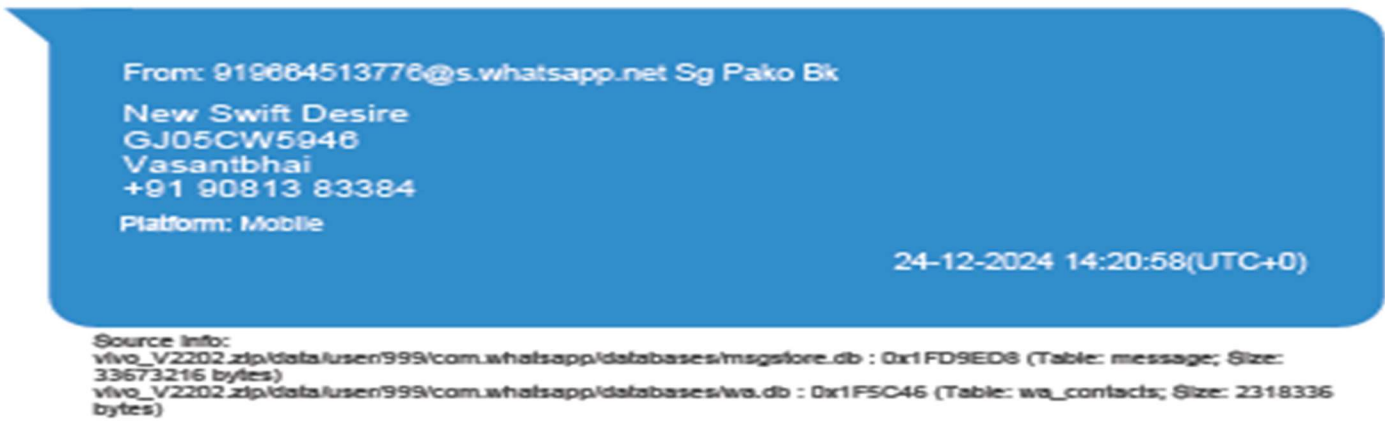 From: 919664513776@s.whatsapp.net Sg Pako Bk
New Swift Desire
GJ05CW5946
Vasantbhai
+91 90813 83384
Platform: Mobile
24-12-2024 14:20:58(UTC+0)
Source Info:
vivo_V2202.zip/data/user/999/com.whatsapp/databases/msgstore.db : 0x1FD9ED8 (Table: message; Size:
33673216 bytes)
vivo_V2202.zip/data/user/999/com.whatsapp/databases/wa.db : 0x1F5C46 (Table: wa_contacts; Size: 2318336
bytes)